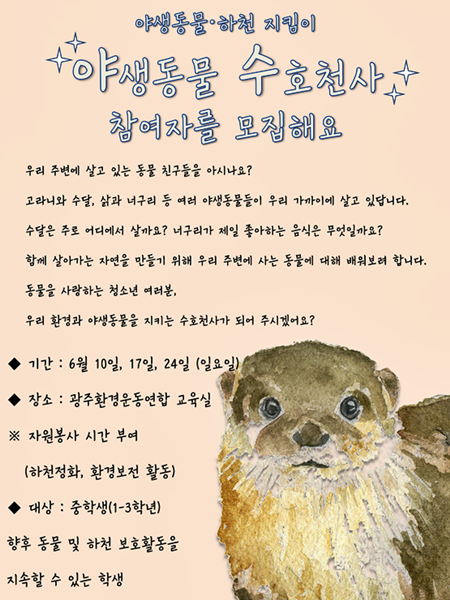 야생동물·하천 지킴이
야생동물 수호천사
참여자를 모집해요
우리 주변에 살고 있는 동물 친구들을 아시나요?
고라니와 수달, 삵과 너구리 등 여러 야생동물들이 우리 가까이에 살고 있답니다.
수달은 주로 어디에서 살까요? 너구리가 제일 좋아하는 음식은 무엇일까요?
함께 살아가는 자연을 만들기 위해 우리 주변에 사는 동물에 대해 배워보려 합니다.
동물을 사랑하는 청소년 여러분,
우리 환경과 야생동물을 지키는 수호천사가 되어 주시겠어요?
◆ 기간 : 6월 10일, 17일, 24일 (일요일)
◆ 장소 : 광주환경운동연합 교육실
※ 자원봉사 시간 부여
(하천정화, 환경보전 활동)
◆ 대상 : 중학생(1-3학년)
향후 동물 및 하천 보호활동을
지속할 수 있는 학생